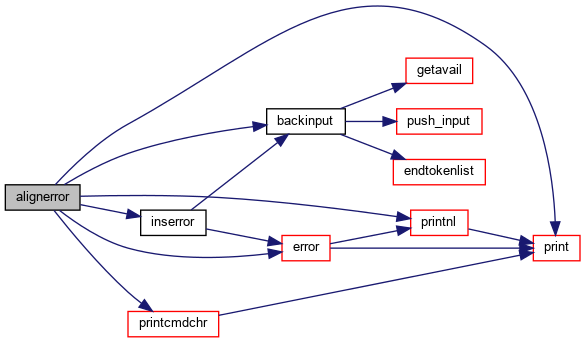 getavail
backinput
push_input
endtokenlist
alignerror
inserror
printnl
error
print
printcmdchr